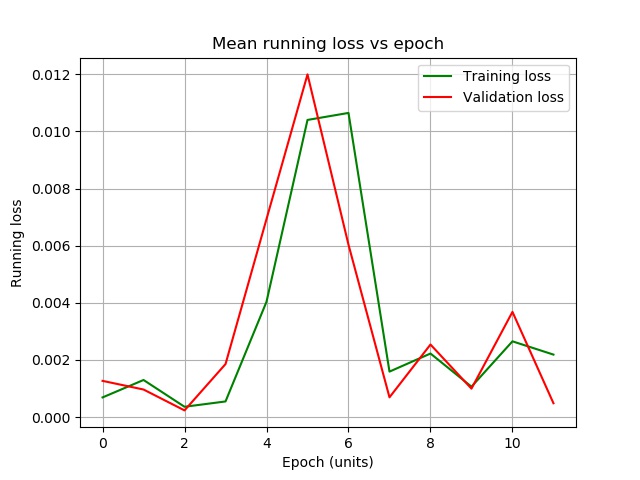 Mean running loss vs epoch
Training loss
Validation loss
0.012
0.010
0.008
0.006
0.004
0.002
0.000
Running loss
0 2 4 6 8 10
Epoch (units)